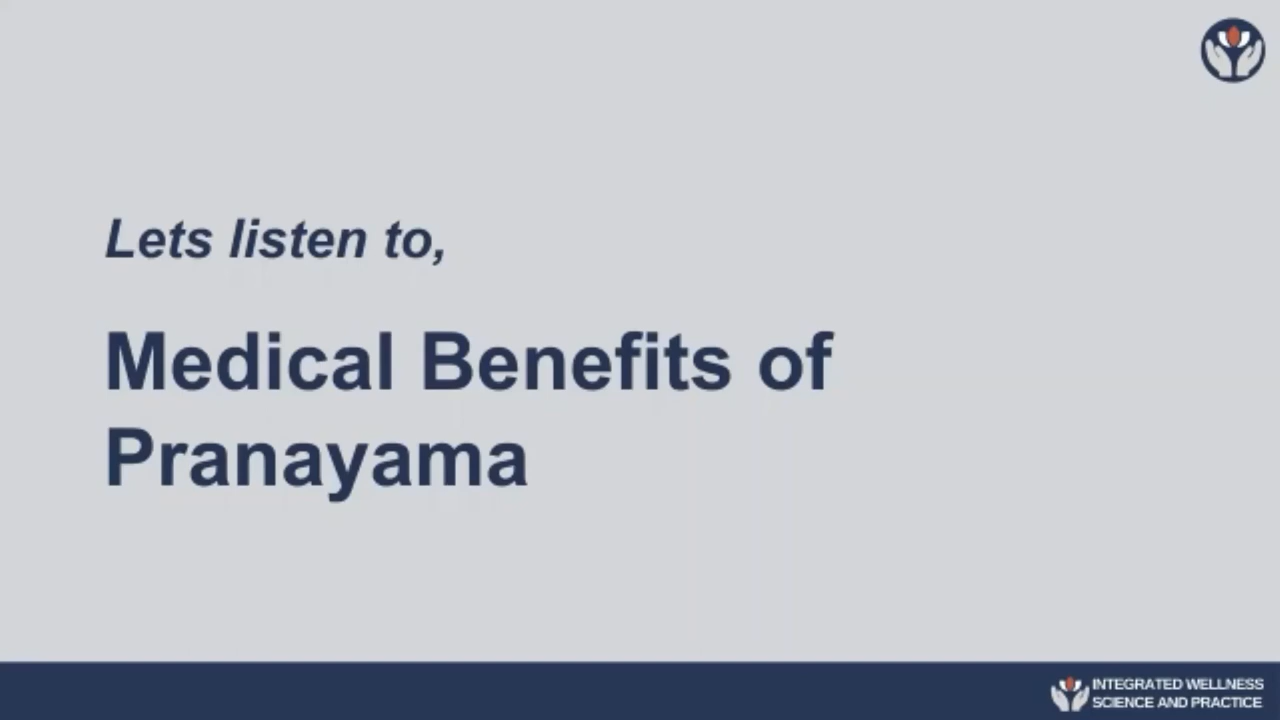 Lets listen to,
Medical Benefits of
Pranayama
INTEGRATED WELLNESS
SCIENCE AND PRACTICE